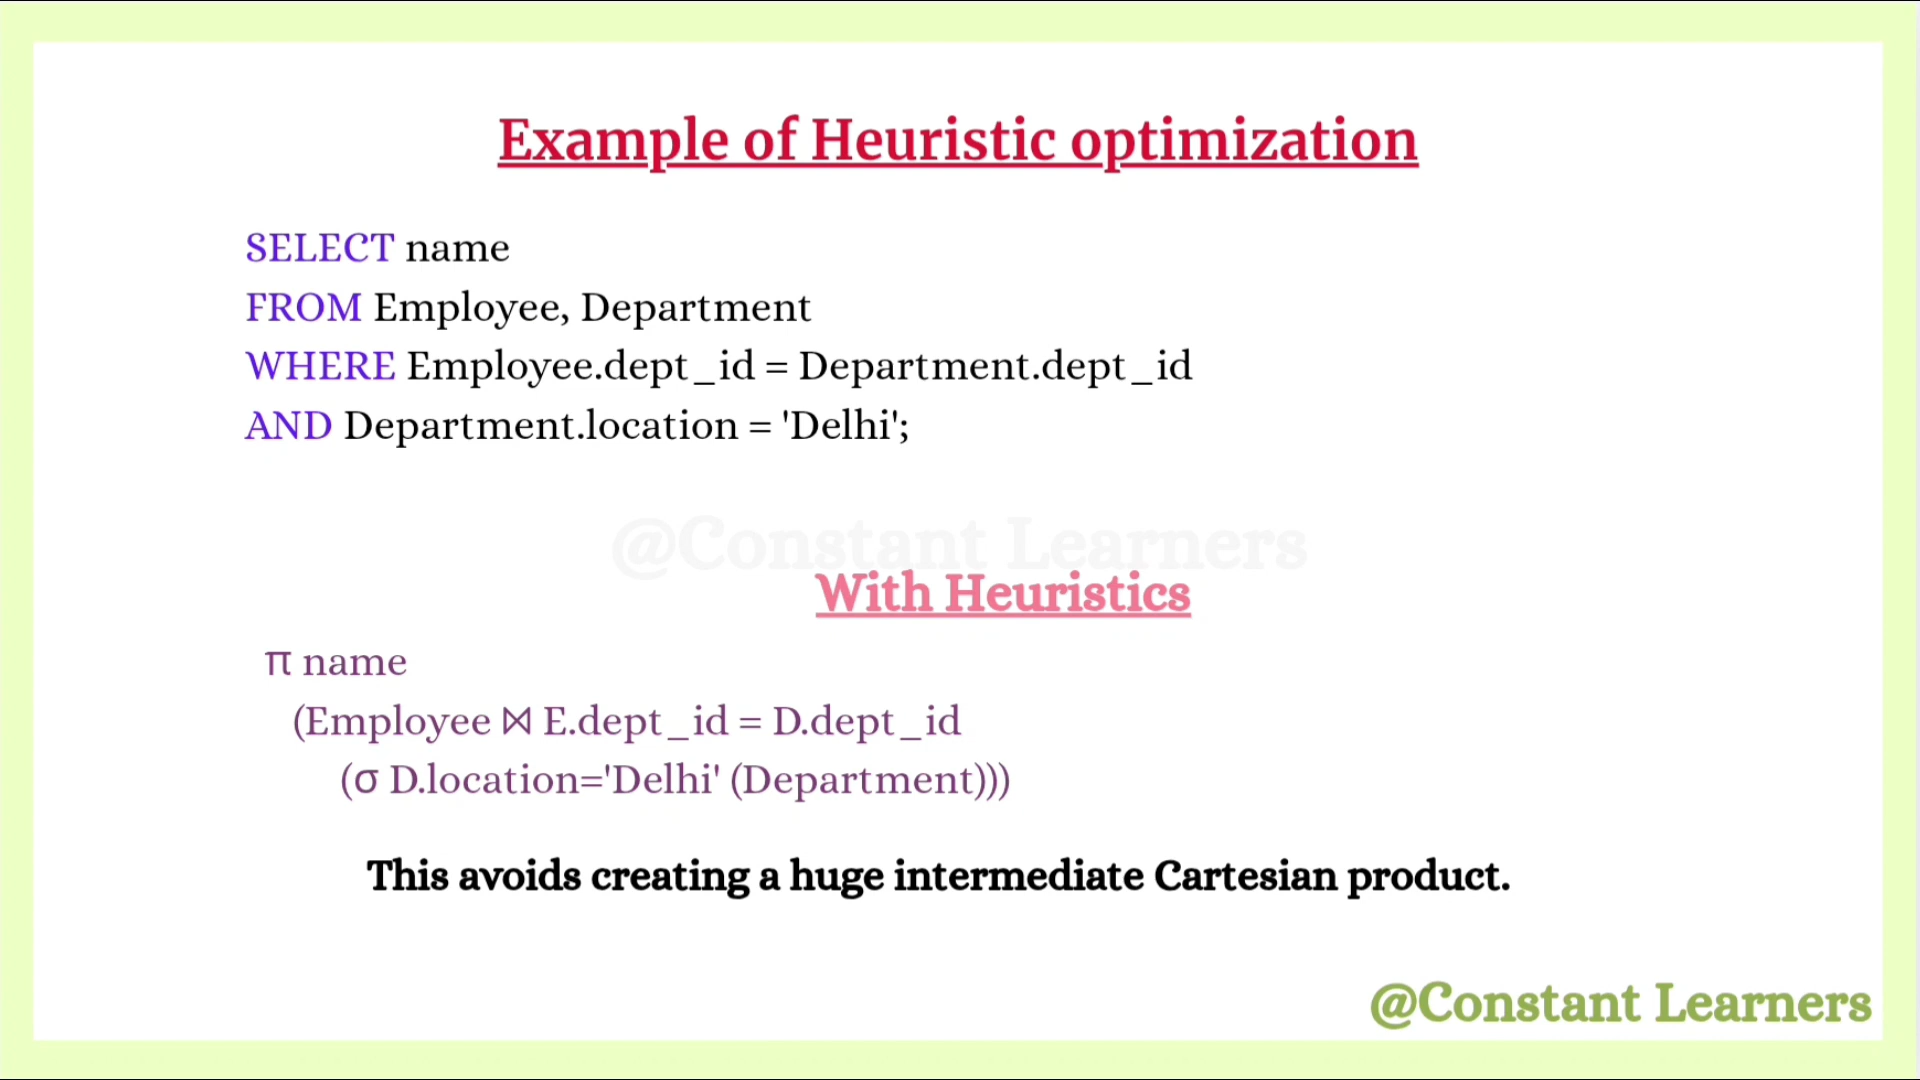 Example of Heuristic optimization
SELECT name
FROM Employee, Department
WHERE Employee.dept_id = Department.dept_id
AND Department.location = 'Delhi';
@Constant Learners
With Heuristics
π name
(Employee ⋈ E.dept_id = D.dept_id
(σ D.location='Delhi' (Department)))
This avoids creating a huge intermediate Cartesian product.
@Constant Learners